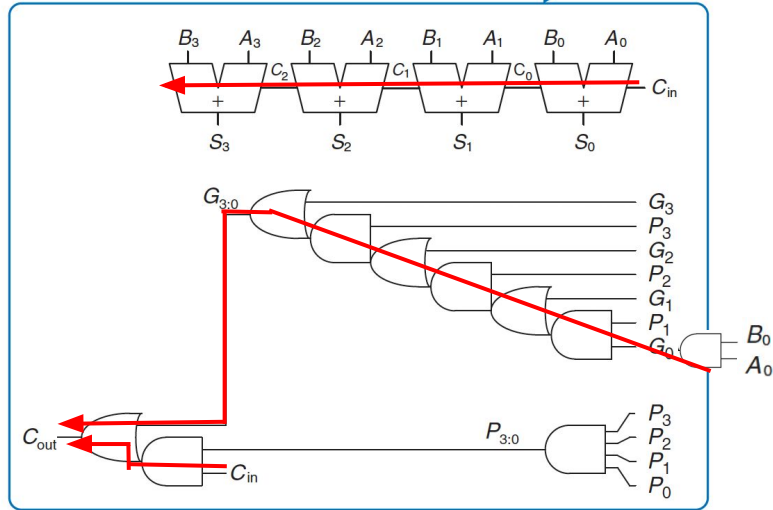 B3 A3 B2 A2 B1 A1 B0 A0
C2 C1 C0 Cin
+ + + +
S3 S2 S1 S0
G3:0
G3
P3
G2
P2
G1
P1
G0
B0
A0
P3
P3:0
P2
Cout
P1
Cin
P0